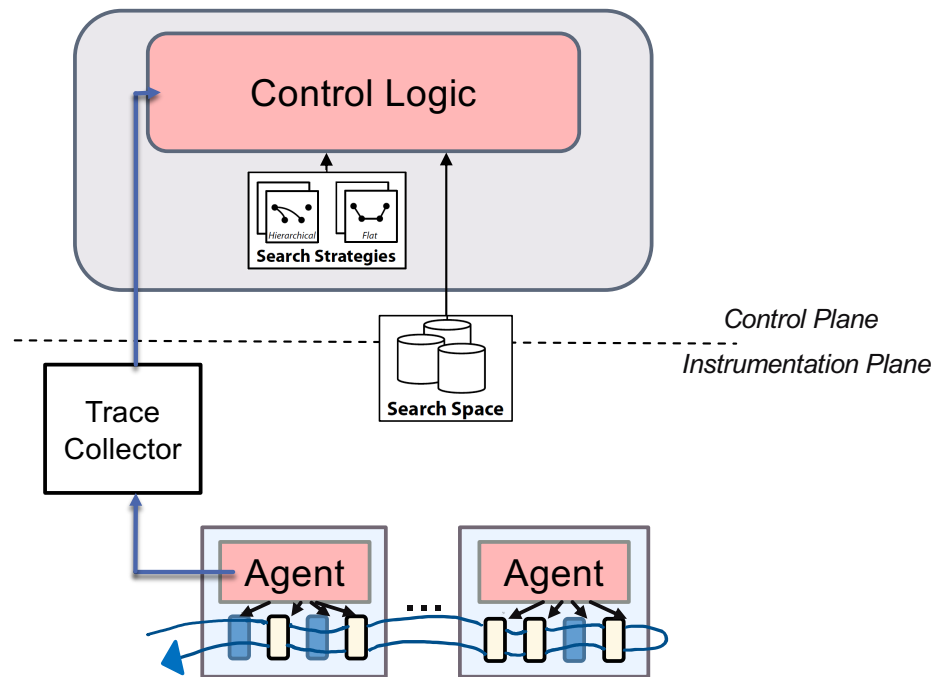 Control Logic
Hierarchical
Flat
Search Strategies
Control Plane
Instrumentation Plane
Search Space
Trace
Collector
Agent
Agent
...